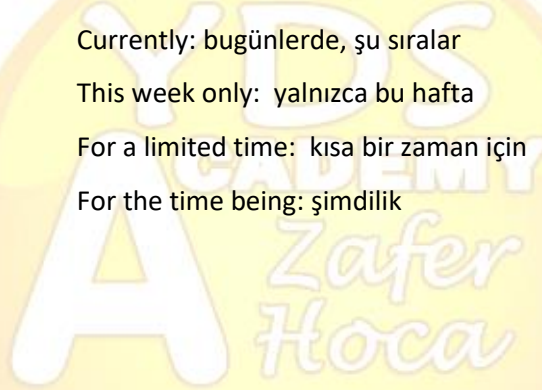 Currently: bugünlerde, şu sıralar
This week only: yalnızca bu hafta
For a limited time: kısa bir zaman için
For the time being: şimdilik
YDS
ACADEMY
Zafer
Hoca